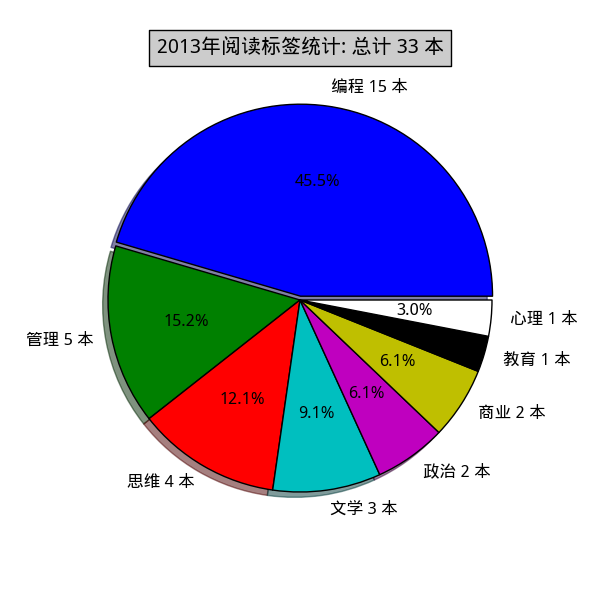 2013年阅读标签统计: 总计 33 本
编程 15 本
45.5%
15.2%
管理 5 本
12.1%
思维 4 本
9.1%
文学 3 本
6.1%
政治 2 本
6.1%
商业 2 本
教育 1 本
3.0%
心理 1 本